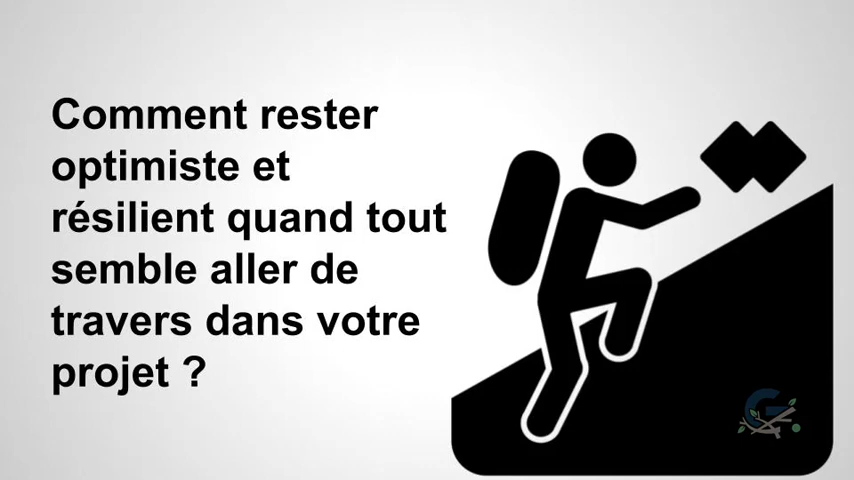 Comment rester
optimiste et
résilient quand tout
semble aller de
travers dans votre
projet ?